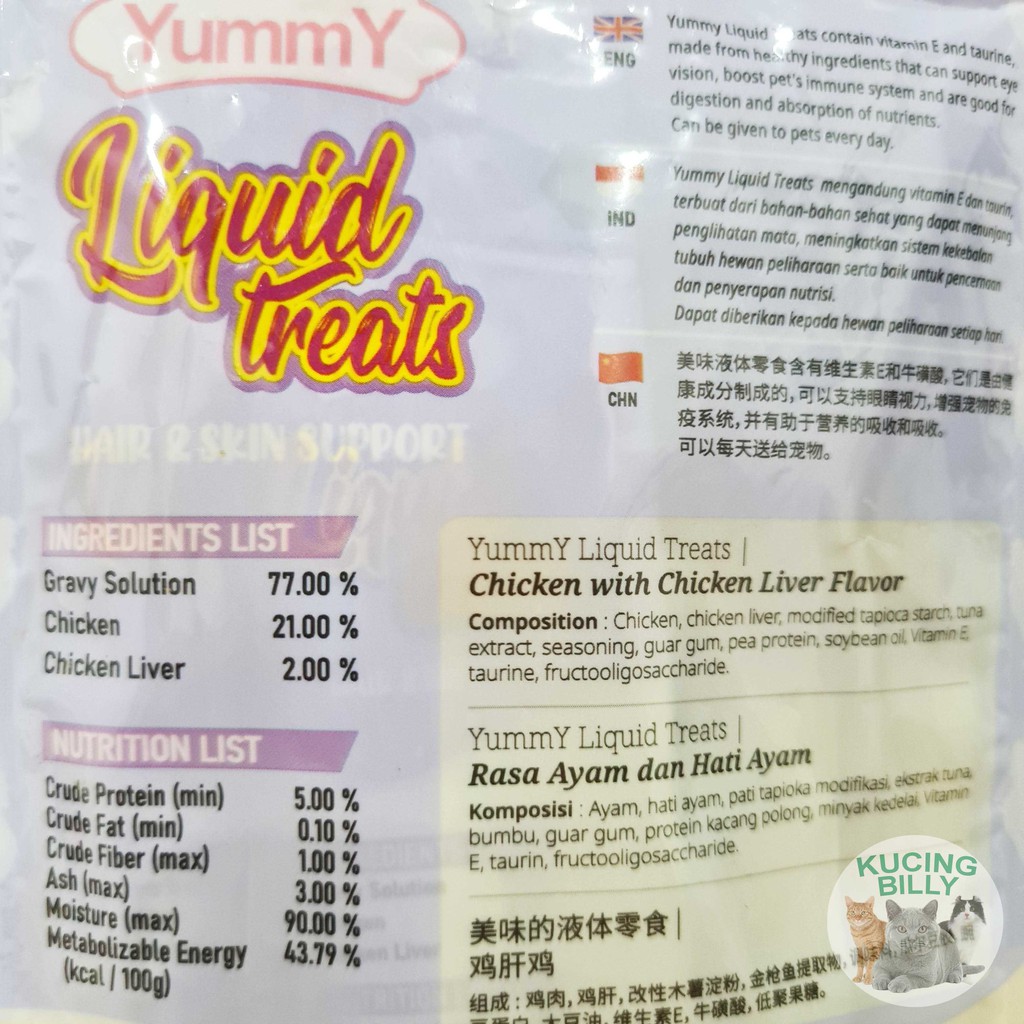 YummY
Liquid
Treats
HAIR & SKIN SUPPORT
ENG
Yummy Liquid contain vitamin E and taurine,
made from healthy ingredients that can support eye
vision, boost pet's immune system and are good for
digestion and absorption of nutrients.
Can be given to pets every day.
IND
Yummy Liquid Treats mengandung vitamin E dan taurin,
terbuat dari bahan-bahan sehat yang dapat menunjang
penglihatan mata, meningkatkan sistem kekebalan
tubuh hewan peliharaan serta baik untuk pencernaan
dan penyerapan nutrisi.
Dapat diberikan kepada hewan peliharaan setiap hari.
CHN
美味液体零食含有维生素E和牛磺酸,它们是由健
康成分制成的,可以支持眼睛视力,增强宠物的免
疫系统,并有助于营养的吸收和吸收。
可以每天送给宠物。
INGREDIENTS LIST
Gravy Solution 77.00 %
Chicken 21.00 %
Chicken Liver 2.00 %
NUTRITION LIST
Crude Protein (min) 5.00 %
Crude Fat (min) 0.10 %
Crude Fiber (max) 1.00 %
Ash (max) 3.00 %
Moisture (max) 90.00 %
Metabolizable Energy 43.79 %
(kcal / 100g)
YummY Liquid Treats |
Chicken with Chicken Liver Flavor
Composition : Chicken, chicken liver, modified tapioca starch, tuna
extract, seasoning, guar gum, pea protein, soybean oil, Vitamin E,
taurine, fructooligosaccharide.
YummY Liquid Treats |
Rasa Ayam dan Hati Ayam
Komposisi : Ayam, hati ayam, pati tapioka modifikasi, ekstrak tuna,
bumbu, guar gum, protein kacang polong, minyak kedelai, Vitamin
E, taurin, fructooligosaccharide.
美味的液体零食 |
鸡肝鸡
组成 : 鸡肉, 鸡肝, 改性木薯淀粉, 金枪鱼提取物,
大豆油, 维生素E, 牛磺酸, 低聚果糖。
KUCING
BILLY